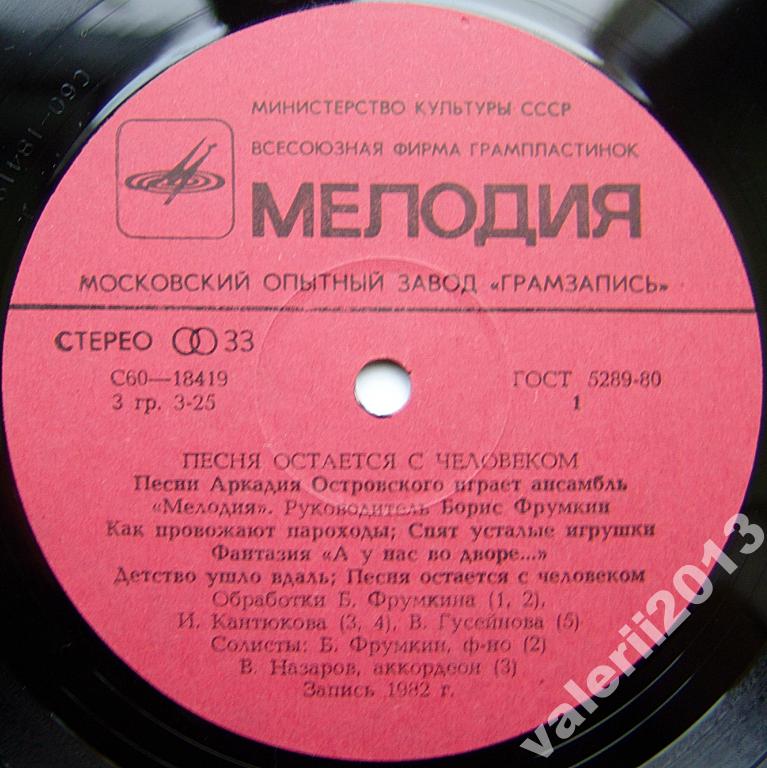 МИНИСТЕРСТВО КУЛЬТУРЫ СССР
ВСЕСОЮЗНАЯ ФИРМА ГРАМПЛАСТИНОК
МЕЛОДИЯ
МОСКОВСКИЙ ОПЫТНЫЙ ЗАВОД «ГРАМЗАПИСЬ»
СТЕРЕО 33
С60—18419 ГОСТ 5289-80
3 гр. 3-25 1
ПЕСНЯ ОСТАЕТСЯ С ЧЕЛОВЕКОМ
Песни Аркадия Островского играет ансамбль
«Мелодия». Руководитель Борис Фрумкин
Как провожают пароходы; Спят усталые игрушки
Фантазия «А у нас во дворе...»
Детство ушло вдаль; Песня остается с человеком
Обработки Б. Фрумкина (1, 2),
И. Кантюкова (3, 4), В. Гусейнова (5)
Солисты: Б. Фрумкин, ф-но (2)
В. Назаров, аккордеон (3)
Запись 1982 г.
valerii2013